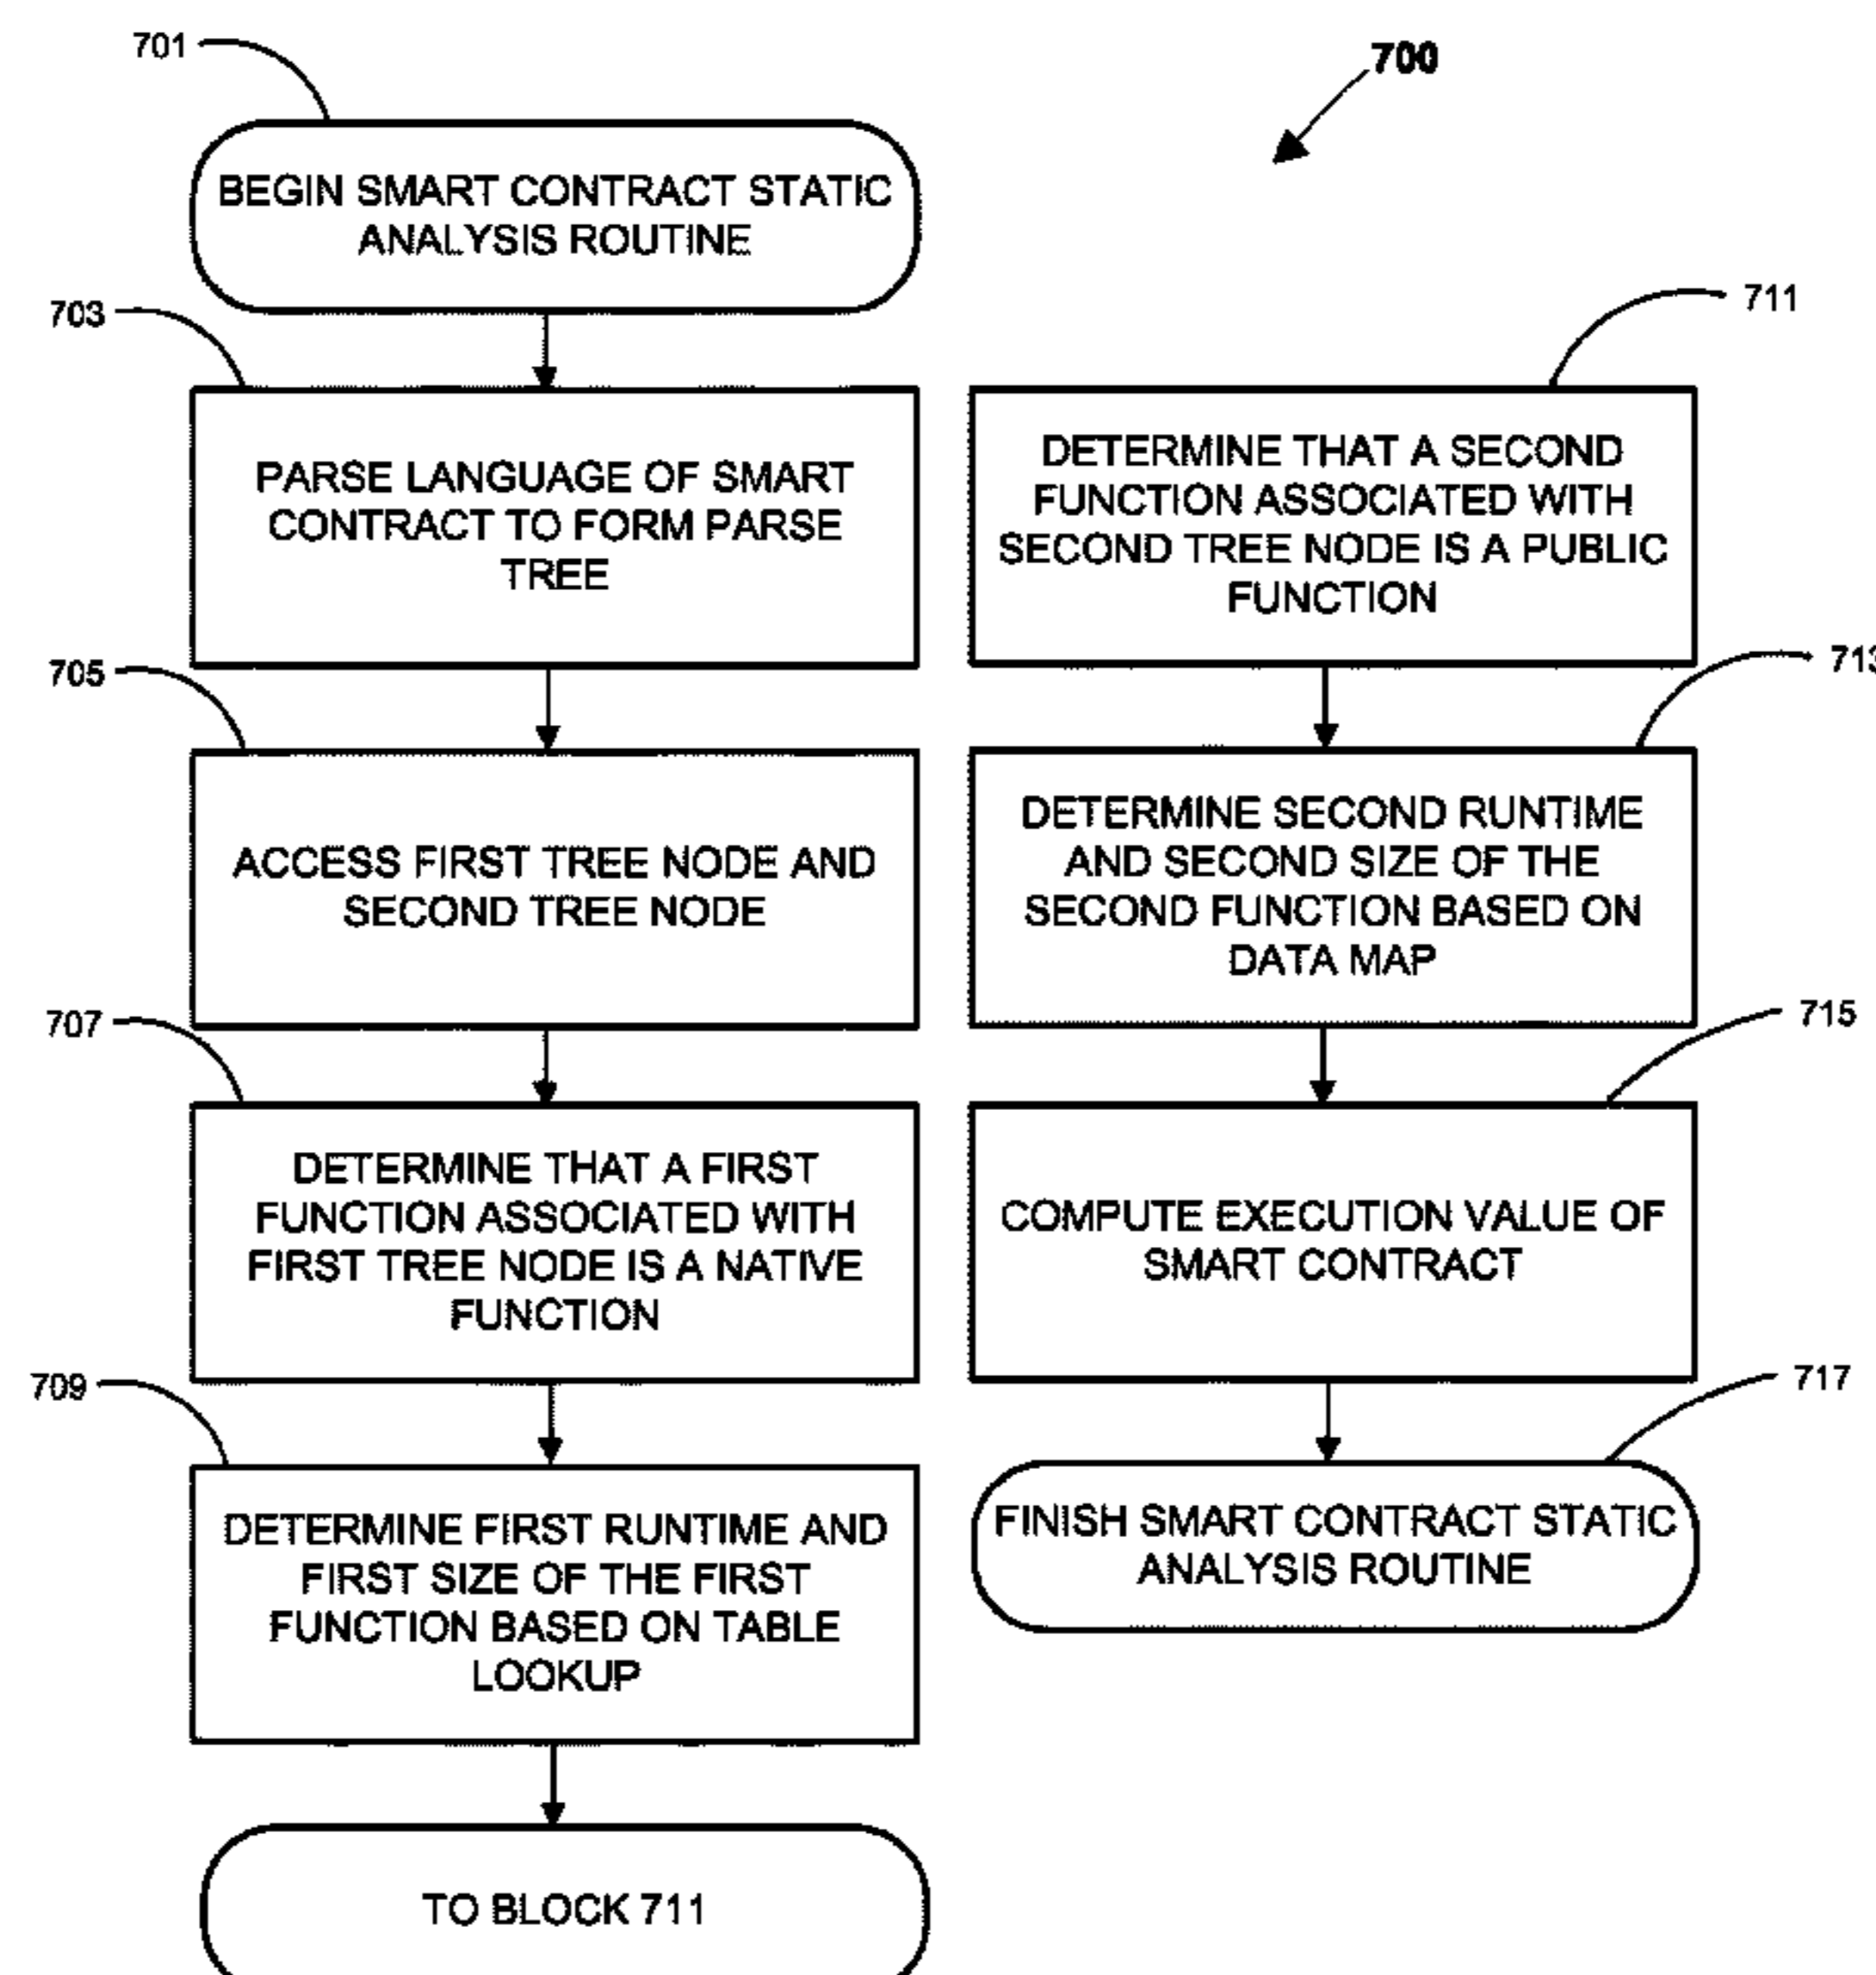 701
700
BEGIN SMART CONTRACT STATIC
ANALYSIS ROUTINE
703
PARSE LANGUAGE OF SMART
CONTRACT TO FORM PARSE
TREE
705
ACCESS FIRST TREE NODE AND
SECOND TREE NODE
707
DETERMINE THAT A FIRST
FUNCTION ASSOCIATED WITH
FIRST TREE NODE IS A NATIVE
FUNCTION
709
DETERMINE FIRST RUNTIME AND
FIRST SIZE OF THE FIRST
FUNCTION BASED ON TABLE
LOOKUP
TO BLOCK 711
711
DETERMINE THAT A SECOND
FUNCTION ASSOCIATED WITH
SECOND TREE NODE IS A PUBLIC
FUNCTION
713
DETERMINE SECOND RUNTIME
AND SECOND SIZE OF THE
SECOND FUNCTION BASED ON
DATA MAP
715
COMPUTE EXECUTION VALUE OF
SMART CONTRACT
717
FINISH SMART CONTRACT STATIC
ANALYSIS ROUTINE